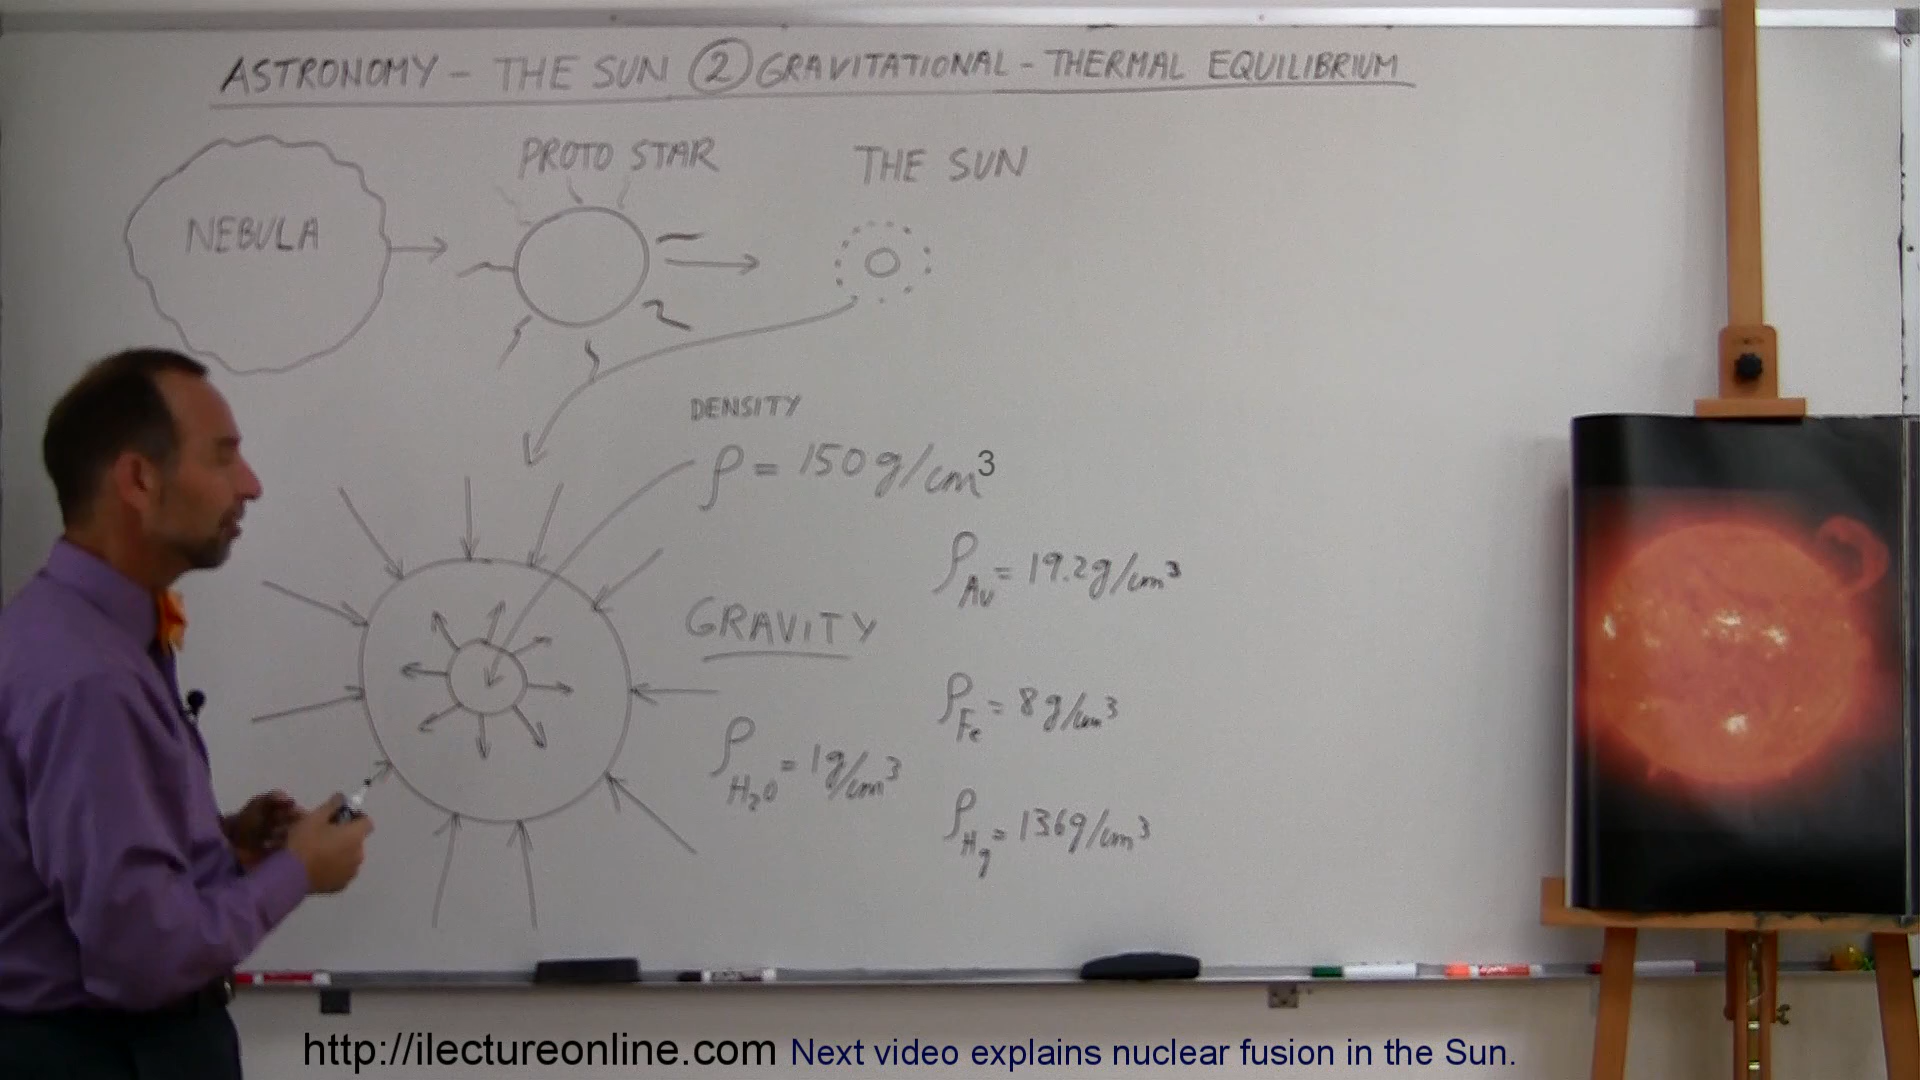 ASTRONOMY - THE SUN ② GRAVITATIONAL - THERMAL EQUILIBRIUM
PROTO STAR
THE SUN
NEBULA
DENSITY
ρ = 150 g/cm³
ρAu = 19.2 g/cm³
GRAVITY
ρFe = 8 g/cm³
ρH₂O = 1 g/cm³
ρHg = 136 g/cm³
http://ilectureonline.com Next video explains nuclear fusion in the Sun.